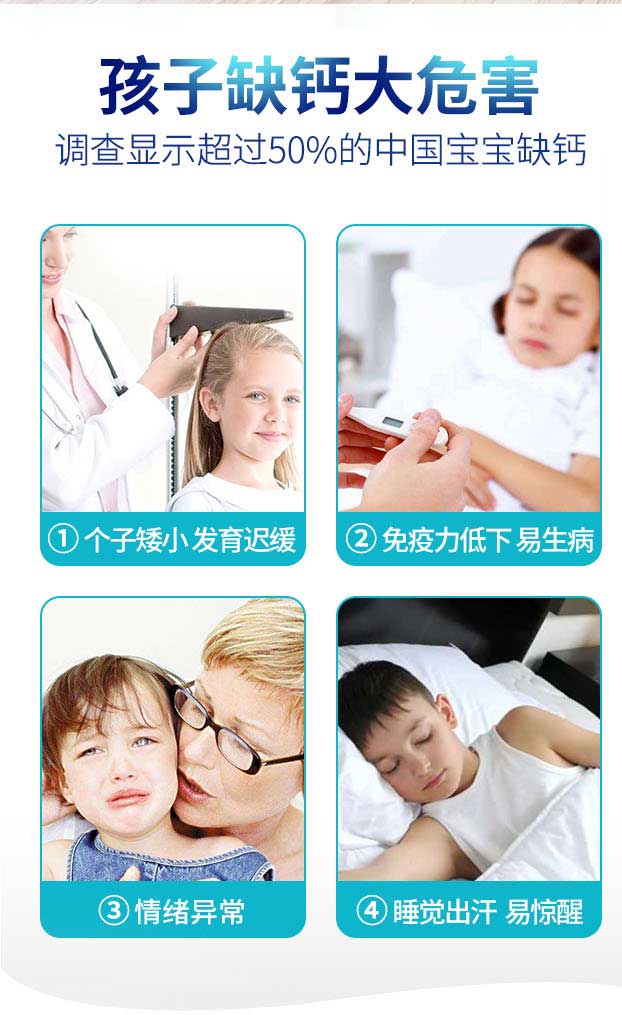 孩子缺钙大危害
调查显示超过50%的中国宝宝缺钙
① 个子矮小 发育迟缓
② 免疫力低下 易生病
③ 情绪异常
④ 睡觉出汗 易惊醒